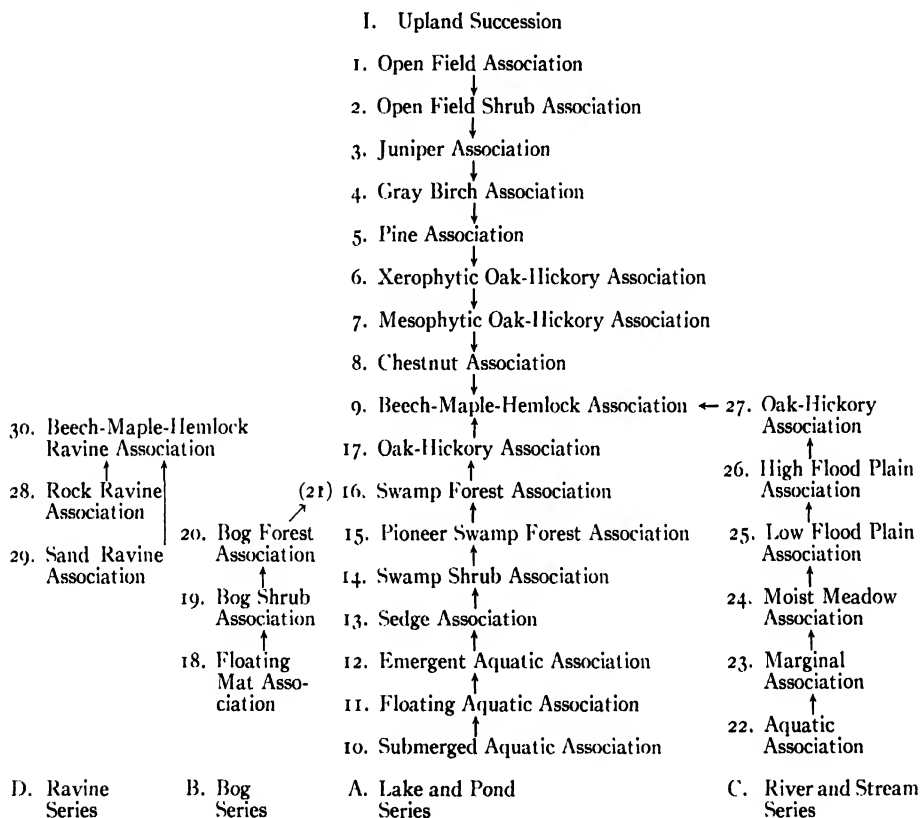 I. Upland Succession
1. Open Field Association
↓
2. Open Field Shrub Association
↓
3. Juniper Association
↓
4. Gray Birch Association
↓
5. Pine Association
↓
6. Xerophytic Oak-Hickory Association
↓
7. Mesophytic Oak-Hickory Association
↓
8. Chestnut Association
↓
9. Beech-Maple-Hemlock Association ←
↑
17. Oak-Hickory Association
↑
(21) 16. Swamp Forest Association
↑
15. Pioneer Swamp Forest Association
↑
14. Swamp Shrub Association
↑
13. Sedge Association
↑
12. Emergent Aquatic Association
↑
11. Floating Aquatic Association
↑
10. Submerged Aquatic Association
A. Lake and Pond
Series
30. Beech-Maple-Hemlock
Ravine Association
↑ ↑
28. Rock Ravine
Association
29. Sand Ravine
Association
D. Ravine
Series
↗
20. Bog Forest
Association
↑
19. Bog Shrub
Association
↑
18. Floating
Mat Asso-
ciation
B. Bog
Series
27. Oak-Hickory
Association
↑
26. High Flood Plain
Association
↑
25. Low Flood Plain
Association
↑
24. Moist Meadow
Association
↑
23. Marginal
Association
↑
22. Aquatic
Association
C. River and Stream
Series